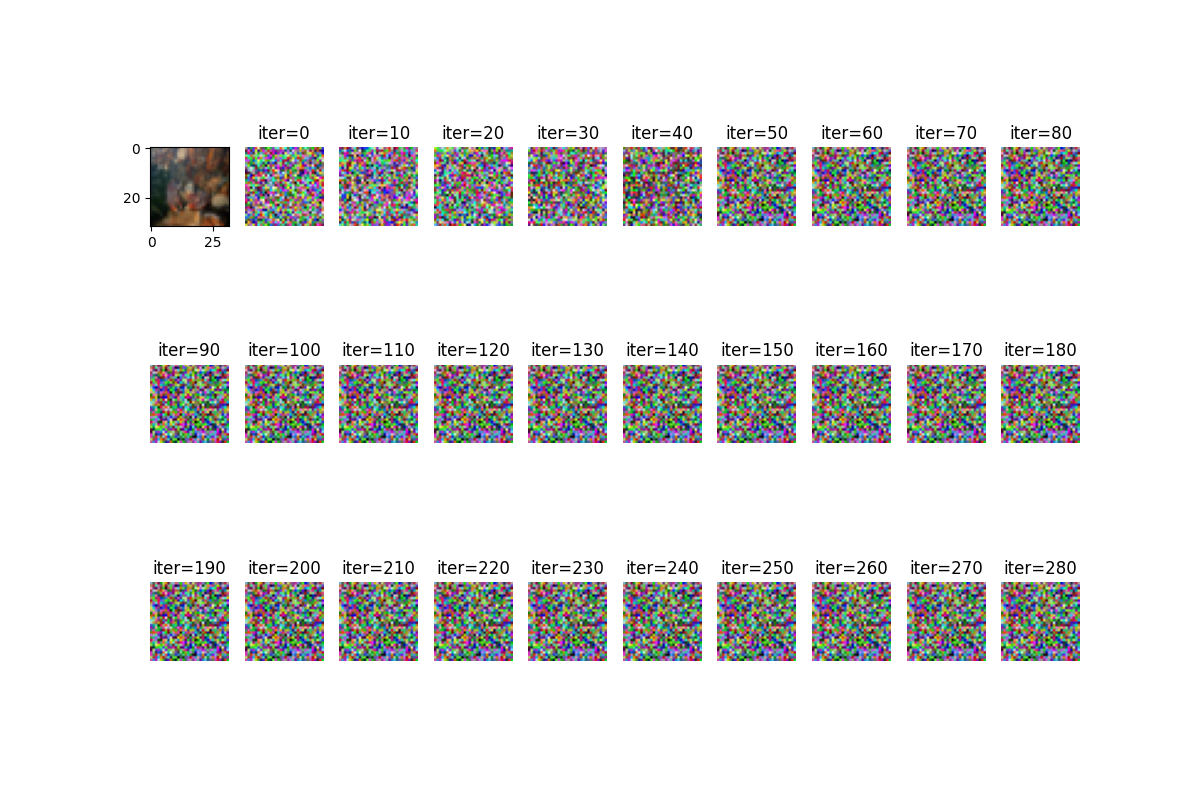 iter=0 iter=10 iter=20 iter=30 iter=40 iter=50 iter=60 iter=70 iter=80
0
20
0 25
iter=90 iter=100 iter=110 iter=120 iter=130 iter=140 iter=150 iter=160 iter=170 iter=180
iter=190 iter=200 iter=210 iter=220 iter=230 iter=240 iter=250 iter=260 iter=270 iter=280